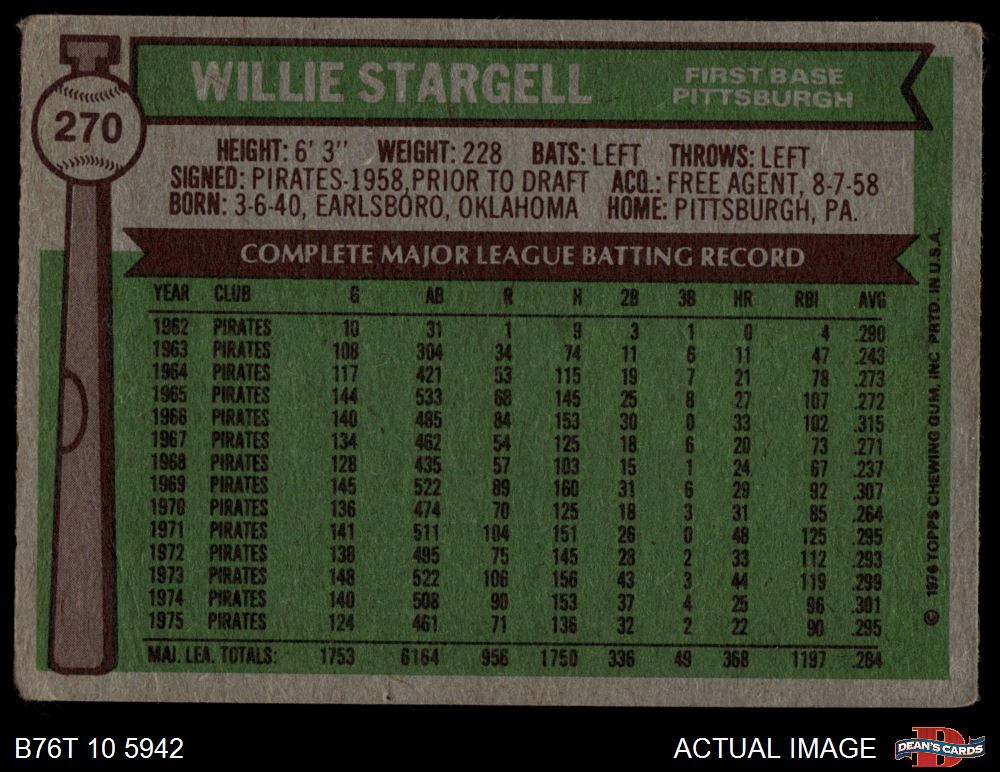 270
WILLIE STARGELL
FIRST BASE
PITTSBURGH
HEIGHT: 6' 3" WEIGHT: 228 BATS: LEFT THROWS: LEFT
SIGNED: PIRATES-1958, PRIOR TO DRAFT ACQ.: FREE AGENT, 8-7-58
BORN: 3-6-40, EARLSBORO, OKLAHOMA HOME: PITTSBURGH, PA.
COMPLETE MAJOR LEAGUE BATTING RECORD
YEAR CLUB G AB R H 2B 3B HR RBI AVG
1962 PIRATES 10 31 1 9 3 1 0 4 .290
1963 PIRATES 108 304 34 74 11 6 11 47 .243
1964 PIRATES 117 421 53 115 19 7 21 78 .273
1965 PIRATES 144 533 68 145 25 8 27 107 .272
1966 PIRATES 140 485 84 153 30 0 33 102 .315
1967 PIRATES 134 462 54 125 18 6 20 73 .271
1968 PIRATES 128 435 57 103 15 1 24 67 .237
1969 PIRATES 145 522 89 160 31 6 29 92 .307
1970 PIRATES 136 474 70 125 18 3 31 85 .264
1971 PIRATES 141 511 104 151 26 0 48 125 .295
1972 PIRATES 138 495 75 145 28 2 33 112 .293
1973 PIRATES 148 522 106 156 43 3 44 119 .299
1974 PIRATES 140 508 90 153 37 4 25 96 .301
1975 PIRATES 124 461 71 136 32 2 22 90 .295
MAJ. LEA. TOTALS: 1753 6164 956 1750 336 49 368 1197 .284
© 1976 TOPPS CHEWING GUM, INC PRTD. IN U.S.A.
B76T 10 5942
ACTUAL IMAGE
D
DEAN'S CARDS